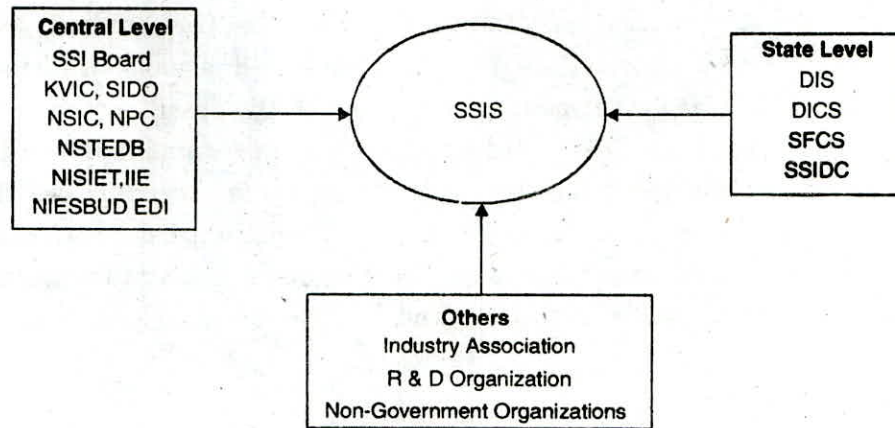 Central Level
SSI Board
KVIC, SIDO
NSIC, NPC
NSTEDB
NISIET,IIE
NIESBUD EDI
SSIS
State Level
DIS
DICS
SFCS
SSIDC
Others
Industry Association
R & D Organization
Non-Government Organizations